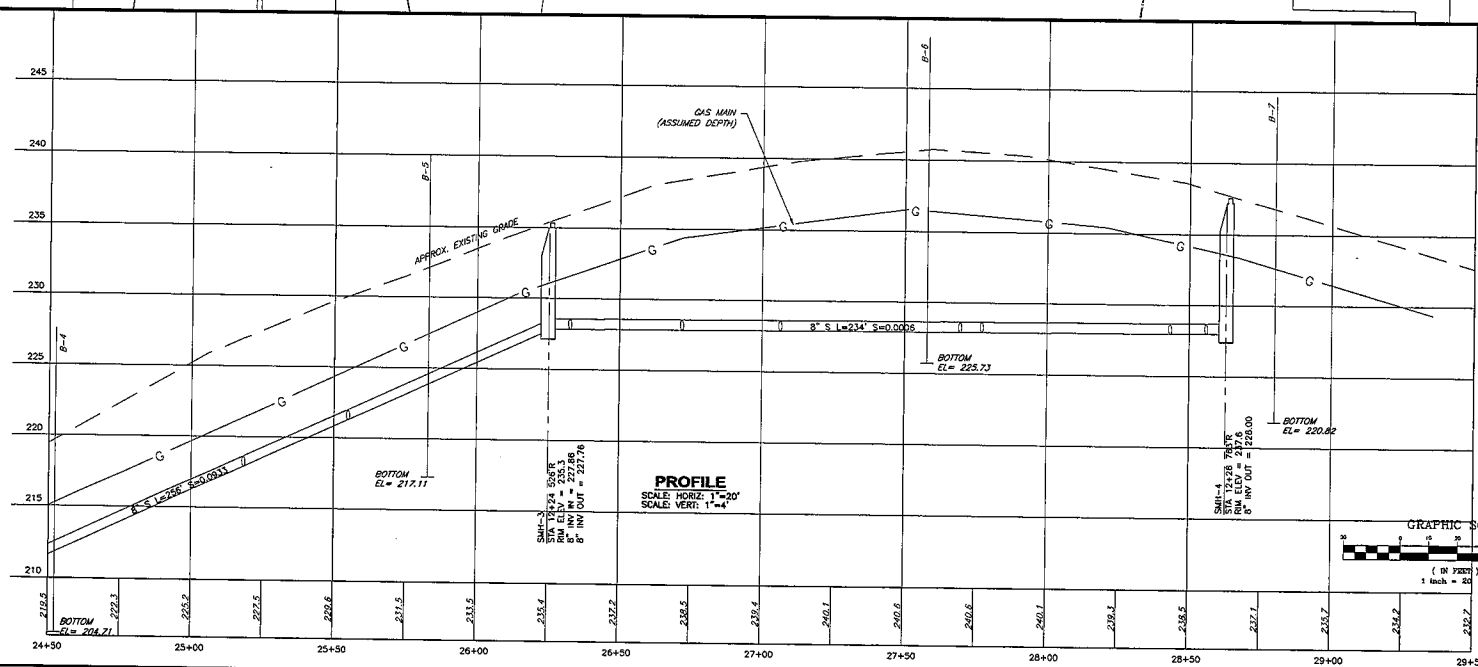 245
240
235
230
225
220
215
210
B-4
B-5
B-6
B-7
GAS MAIN
(ASSUMED DEPTH)
APPROX. EXISTING GRADE
G
G
G
G
G
G
G
G
G
G
8" S L=256' S=0.0933
8" S L=234' S=0.0006
BOTTOM
EL= 204.71
BOTTOM
EL= 217.11
BOTTOM
EL= 225.73
BOTTOM
EL= 220.82
SMH-3
STA 12+24 526'R
RIM ELEV = 235.3
8" INV IN = 227.86
8" INV OUT = 227.76
SMH-4
RIM ELEV = 237.6
8" INV OUT = 228.00
PROFILE
SCALE: HORIZ: 1"=20'
SCALE: VERT: 1"=4'
GRAPHIC
( IN FEET )
1 inch = 20
219.5
222.3
225.2
227.5
229.6
231.5
233.5
235.4
237.2
238.5
239.4
240.1
240.6
240.6
240.1
239.3
238.5
237.1
235.7
234.2
232.7
24+50
25+00
25+50
26+00
26+50
27+00
27+50
28+00
28+50
29+00